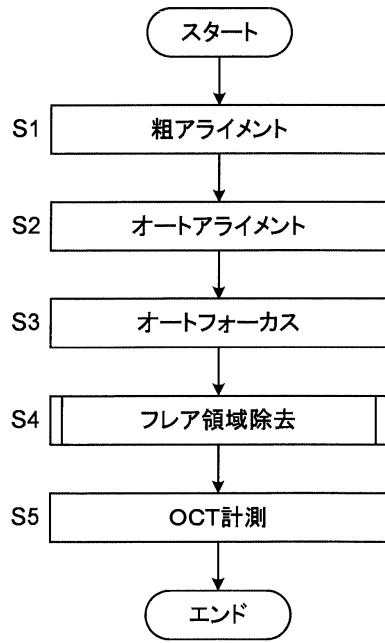 スタート
S1 粗アライメント
S2 オートアライメント
S3 オートフォーカス
S4 フレア領域除去
S5 OCT計測
エンド